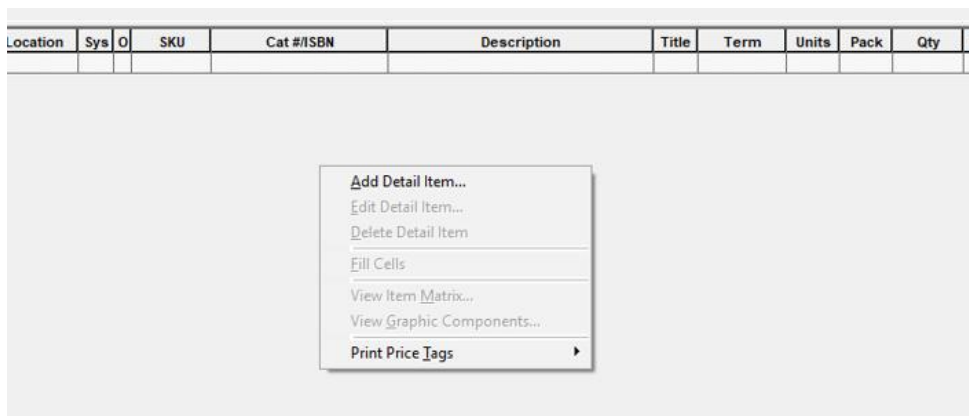 Location Sys O SKU Cat #/ISBN Description Title Term Units Pack Qty
Add Detail Item...
Edit Detail Item...
Delete Detail Item
Fill Cells
View Item Matrix...
View Graphic Components...
Print Price Tags